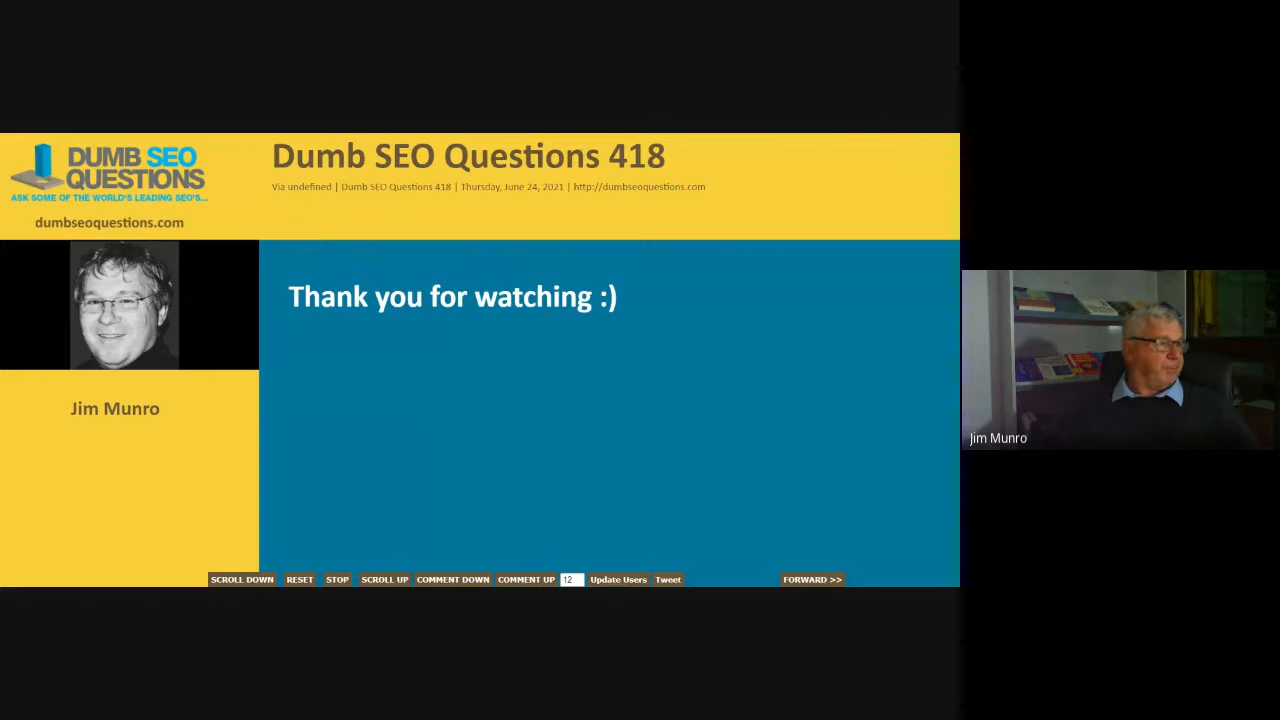 DUMB SEO
QUESTIONS
ASK SOME OF THE WORLD'S LEADING SEO'S...
dumbseoquestions.com
Dumb SEO Questions 418
Via undefined | Dumb SEO Questions 418 | Thursday, June 24, 2021 | http://dumbseoquestions.com
Thank you for watching :)
Jim Munro
Jim Munro
SCROLL DOWN RESET STOP SCROLL UP COMMENT DOWN COMMENT UP 12 Update Users Tweet FORWARD >>